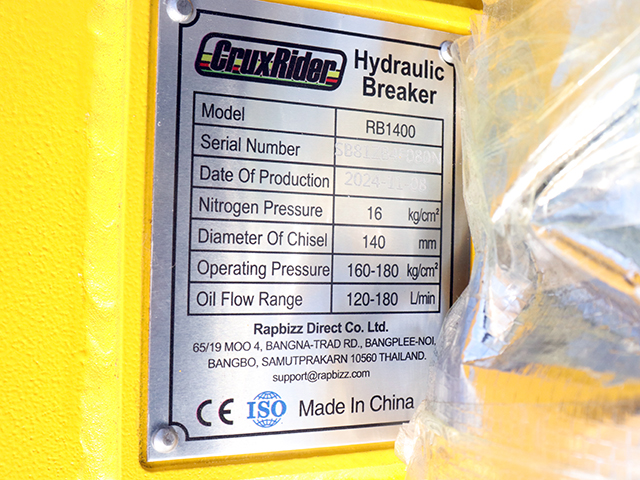 CruxRider
Hydraulic
Breaker
Model RB1400
Serial Number
Date Of Production
Nitrogen Pressure 16 kg/cm²
Diameter Of Chisel 140 mm
Operating Pressure 160-180 kg/cm²
Oil Flow Range 120-180 L/min
Rapbizz Direct Co. Ltd.
65/19 MOO 4, BANGNA-TRAD RD., BANGPLEE-NOI,
BANGBO, SAMUTPRAKARN 10560 THAILAND.
support@rapbizz.com
CE ISO Made In China